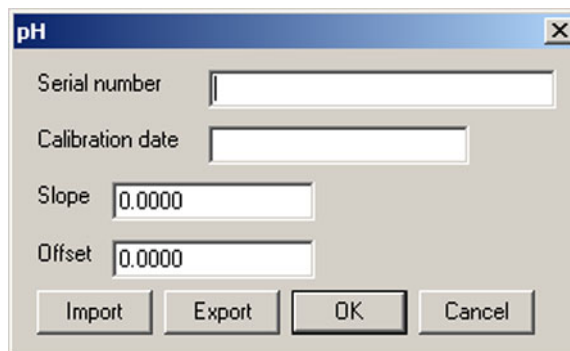 pH
Serial number
Calibration date
Slope 0.0000
Offset 0.0000
Import Export OK Cancel